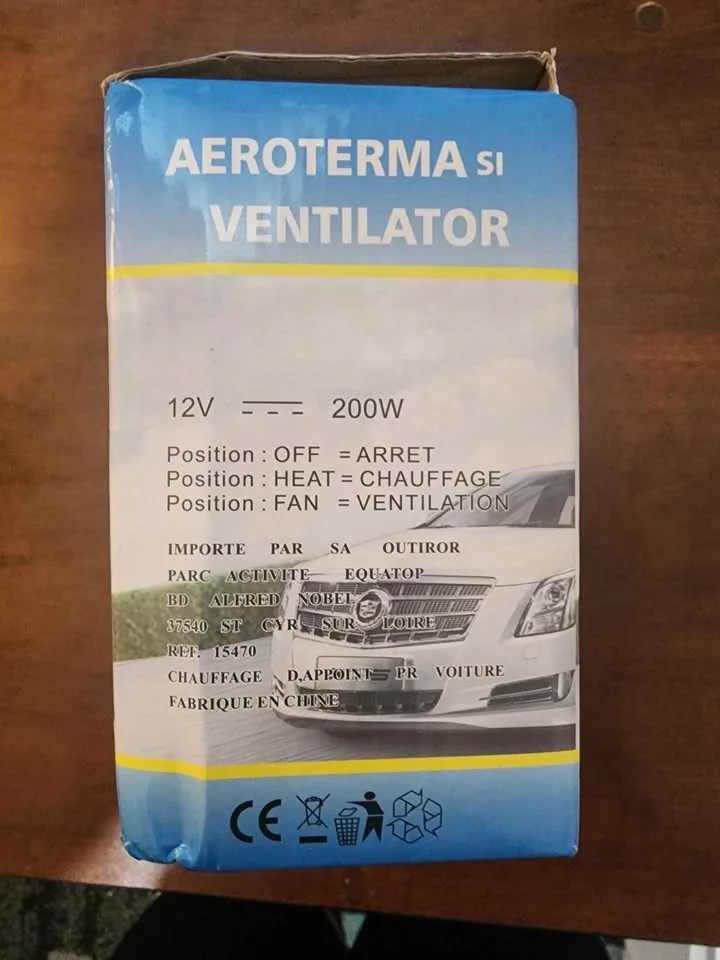 AEROTERMA SI
VENTILATOR
12V 200W
Position : OFF = ARRET
Position : HEAT = CHAUFFAGE
Position : FAN = VENTILATION
IMPORTE PAR SA OUTIROR
PARC ACTIVITE EQUATOP
BD ALFRED NOBEL
37540 ST CYR SUR LOIRE
REF. 15470
CHAUFFAGE D,APPOINT PR VOITURE
FABRIQUE EN CHINE
CE